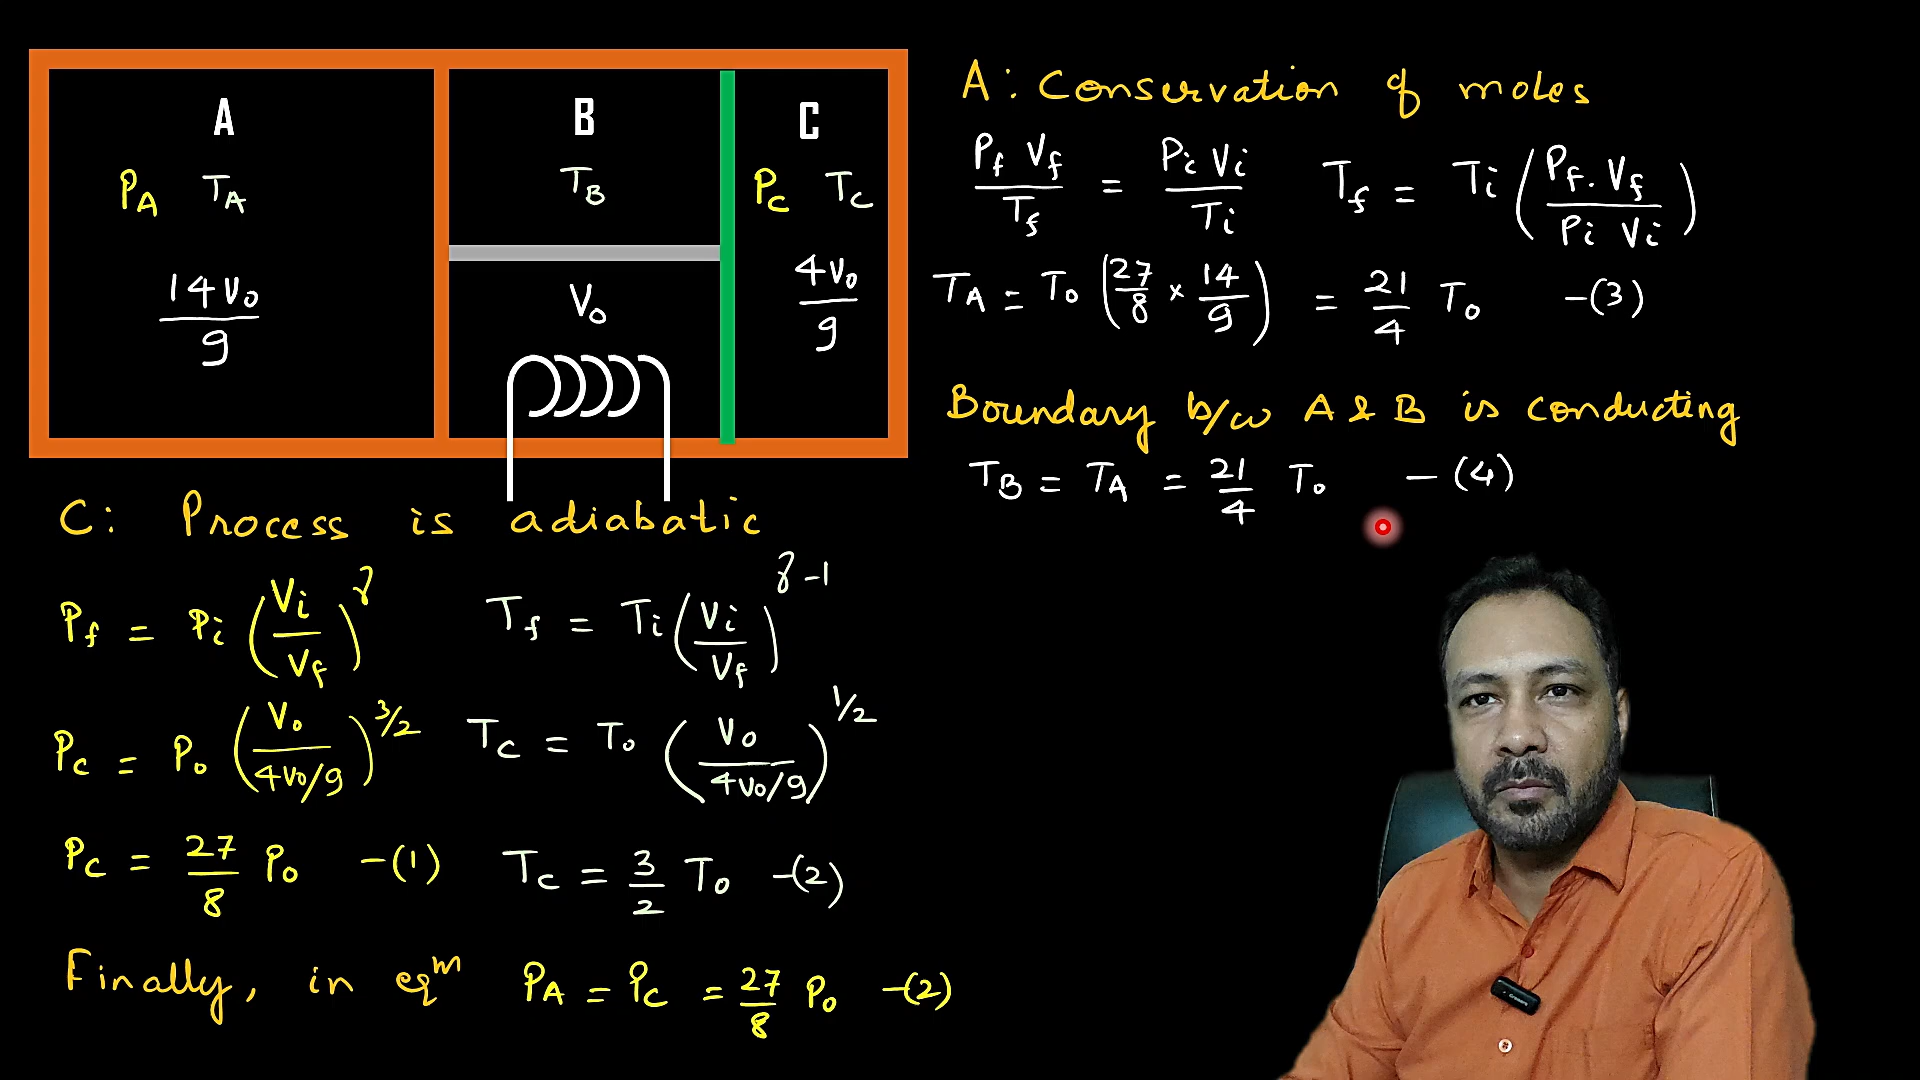 A B C
P_A T_A T_B P_C T_C
14V₀/9 V₀ 4V₀/9
C: Process is adiabatic
P_f = P_i (V_i/V_f)^γ T_f = T_i (V_i/V_f)^(γ-1)
P_C = P₀ (V₀/(4V₀/9))^(3/2) T_C = T₀ (V₀/(4V₀/9))^(1/2)
P_C = 27/8 P₀ -(1) T_C = 3/2 T₀ -(2)
Finally, in eqᵐ P_A = P_C = 27/8 P₀ -(2)
A: Conservation of moles
P_f V_f/T_f = P_i V_i/T_i T_f = T_i (P_f . V_f/P_i V_i)
T_A = T₀ (27/8 × 14/9) = 21/4 T₀ -(3)
Boundary b/w A & B is conducting
T_B = T_A = 21/4 T₀ -(4)